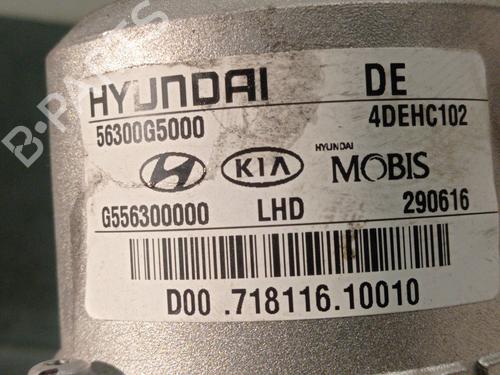 HYUNDAI DE
56300G5000 4DEHC102
KIA HYUNDAI MOBIS
G556300000 LHD 290616
D00 .718116.10010
B-PARTS